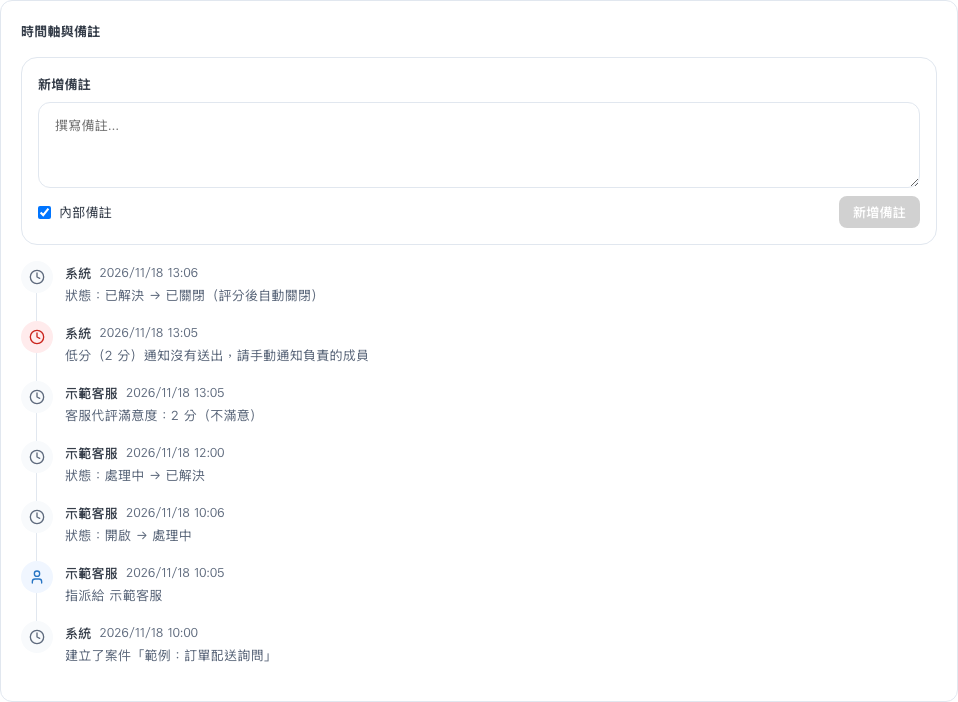 時間軸與備註
新增備註
撰寫備註...
內部備註
新增備註
系統 2026/11/18 13:06
狀態：已解決 → 已關閉（評分後自動關閉）
系統 2026/11/18 13:05
低分（2 分）通知沒有送出，請手動通知負責的成員
示範客服 2026/11/18 13:05
客服代評滿意度：2 分（不滿意）
示範客服 2026/11/18 12:00
狀態：處理中 → 已解決
示範客服 2026/11/18 10:06
狀態：開啟 → 處理中
示範客服 2026/11/18 10:05
指派給 示範客服
系統 2026/11/18 10:00
建立了案件「範例：訂單配送詢問」